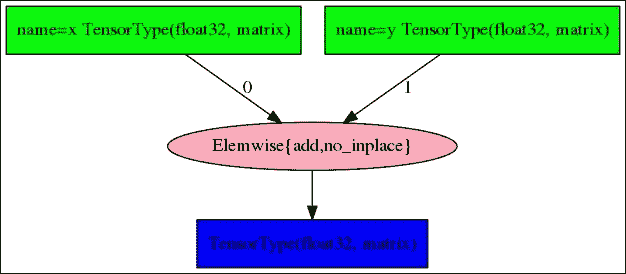 name=x TensorType(float32, matrix)
name=y TensorType(float32, matrix)
0
1
Elemwise{add,no_inplace}
TensorType(float32, matrix)